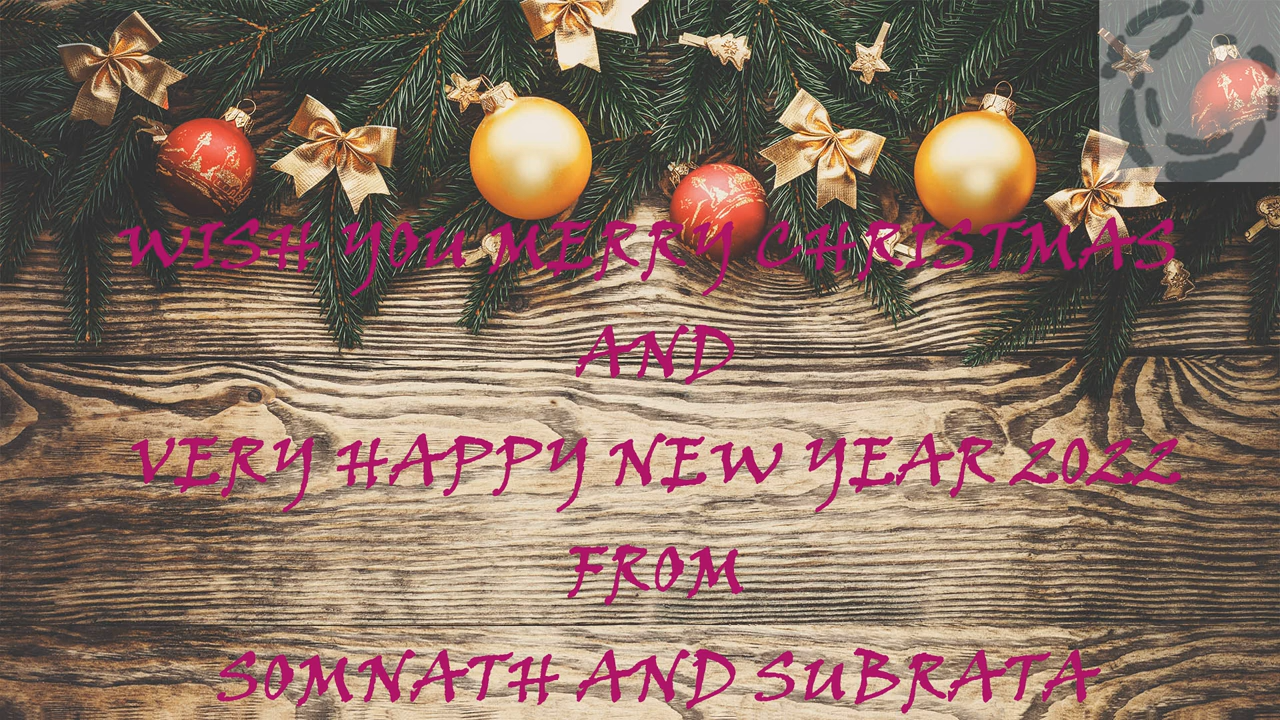 WISH YOU MERRY CHRISTMAS
AND
VERY HAPPY NEW YEAR 2022
FROM
SOMNATH AND SUBRATA